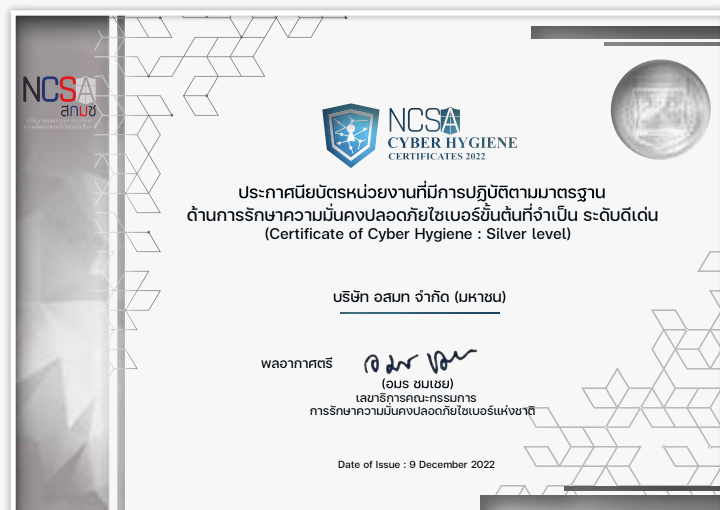 NCSA
สกมช
NCSA
CYBER HYGIENE
CERTIFICATES 2022
ประกาศนียบัตรหน่วยงานที่มีการปฏิบัติตามมาตรฐาน
ด้านการรักษาความมั่นคงปลอดภัยไซเบอร์ขั้นต้นที่จำเป็น ระดับดีเด่น
(Certificate of Cyber Hygiene : Silver level)
บริษัท อสมท จำกัด (มหาชน)
พลอากาศตรี
(อมร ชมเชย)
เลขาธิการคณะกรรมการ
การรักษาความมั่นคงปลอดภัยไซเบอร์แห่งชาติ
Date of Issue : 9 December 2022